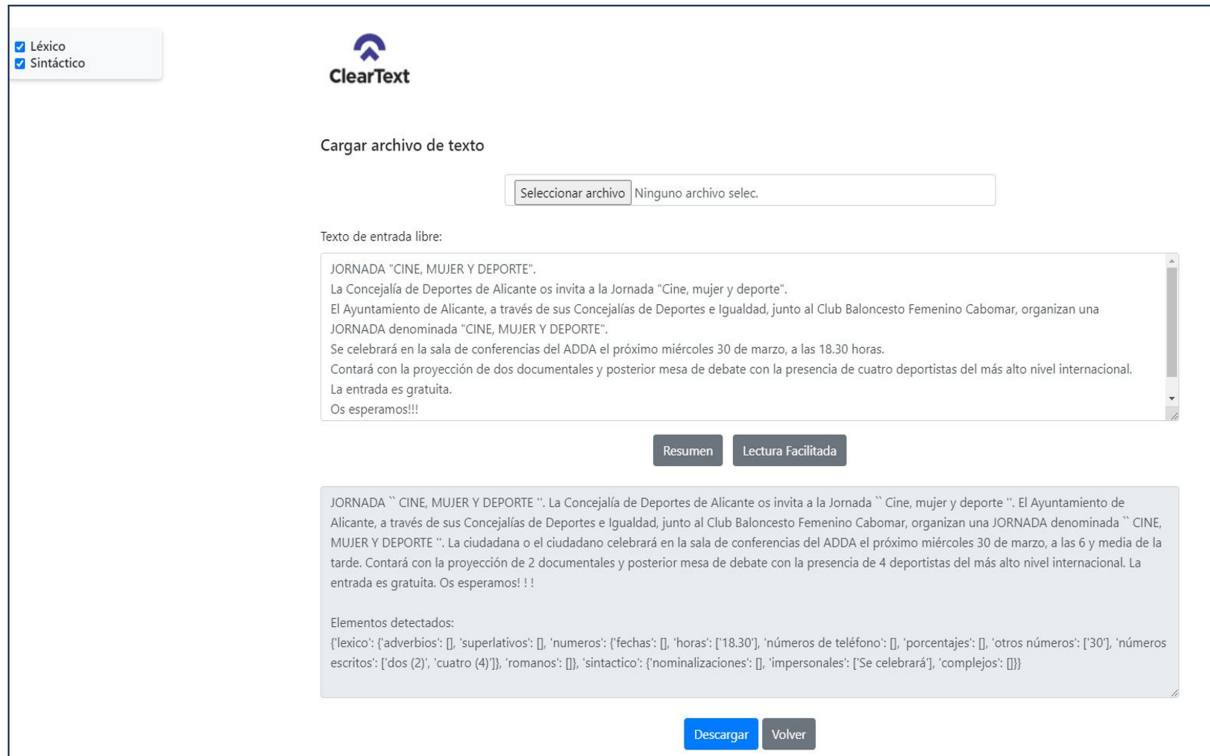 Léxico
Sintáctico
ClearText
Cargar archivo de texto
Seleccionar archivo Ninguno archivo selec.
Texto de entrada libre:
JORNADA "CINE, MUJER Y DEPORTE".
La Concejalía de Deportes de Alicante os invita a la Jornada "Cine, mujer y deporte".
El Ayuntamiento de Alicante, a través de sus Concejalías de Deportes e Igualdad, junto al Club Baloncesto Femenino Cabomar, organizan una
JORNADA denominada "CINE, MUJER Y DEPORTE".
Se celebrará en la sala de conferencias del ADDA el próximo miércoles 30 de marzo, a las 18.30 horas.
Contará con la proyección de dos documentales y posterior mesa de debate con la presencia de cuatro deportistas del más alto nivel internacional.
La entrada es gratuita.
Os esperamos!!!
Resumen Lectura Facilitada
JORNADA `` CINE, MUJER Y DEPORTE ''. La Concejalía de Deportes de Alicante os invita a la Jornada `` Cine, mujer y deporte ''. El Ayuntamiento de
Alicante, a través de sus Concejalías de Deportes e Igualdad, junto al Club Baloncesto Femenino Cabomar, organizan una JORNADA denominada `` CINE,
MUJER Y DEPORTE ''. La ciudadana o el ciudadano celebrará en la sala de conferencias del ADDA el próximo miércoles 30 de marzo, a las 6 y media de la
tarde. Contará con la proyección de 2 documentales y posterior mesa de debate con la presencia de 4 deportistas del más alto nivel internacional. La
entrada es gratuita. Os esperamos! ! !
Elementos detectados:
{'lexico': {'adverbios': [], 'superlativos': [], 'numeros': {'fechas': [], 'horas': ['18.30'], 'números de teléfono': [], 'porcentajes': [], 'otros números': ['30'], 'números
escritos': ['dos (2)', 'cuatro (4)']}, 'romanos': []}, 'sintactico': {'nominalizaciones': [], 'impersonales': ['Se celebrará'], 'complejos': []}}
Descargar Volver